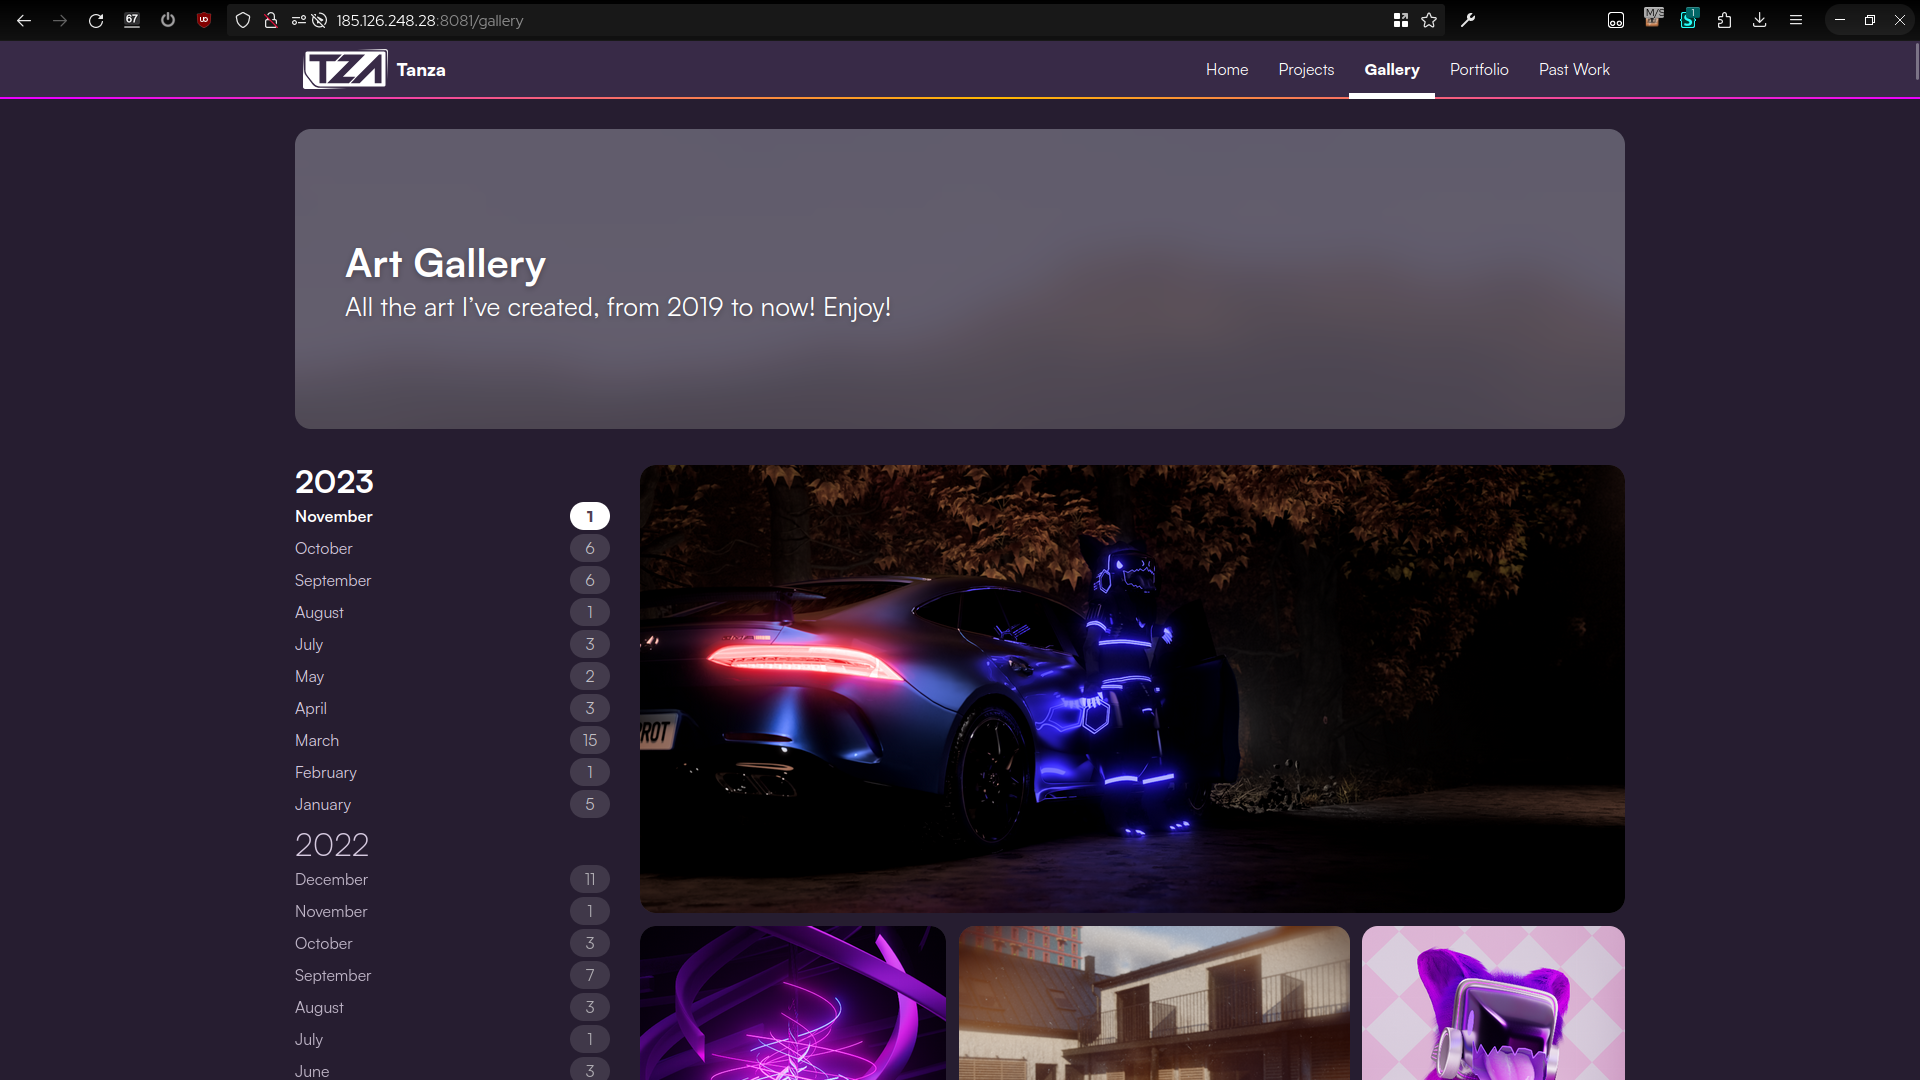 67
185.126.248.28:8081/gallery
TZA Tanza
Home Projects Gallery Portfolio Past Work
Art Gallery
All the art I’ve created, from 2019 to now! Enjoy!
2023
November 1
October 6
September 6
August 1
July 3
May 2
April 3
March 15
February 1
January 5
2022
December 11
November 1
October 3
September 7
August 3
July 1
June 3